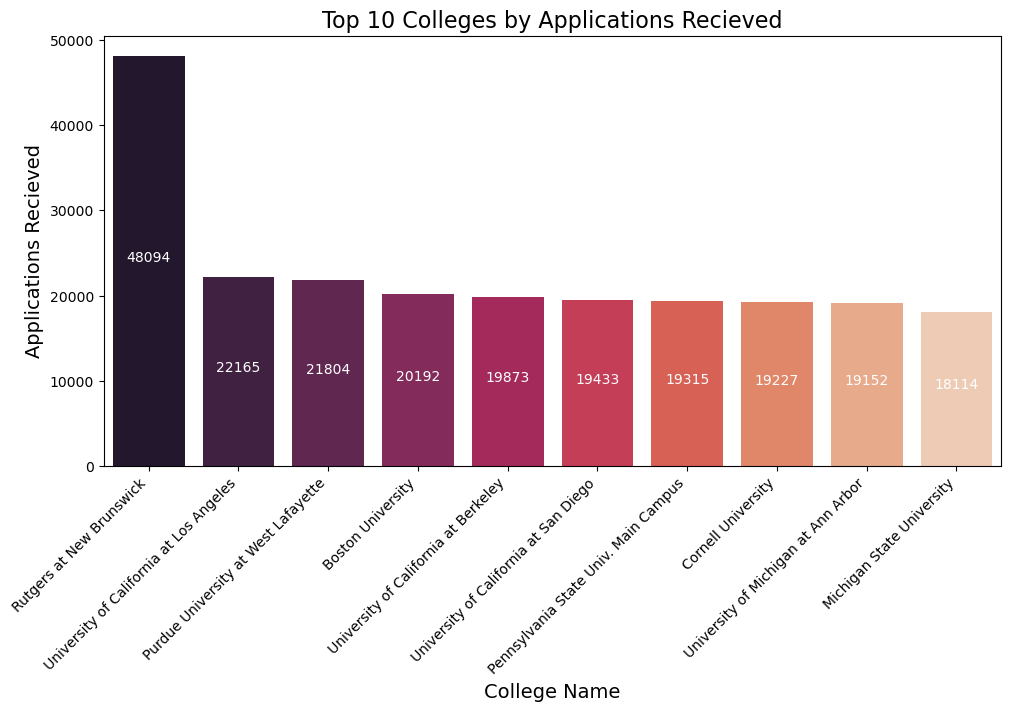 Top 10 Colleges by Applications Recieved
Applications Recieved
50000
40000
30000
20000
10000
0
48094
22165
21804
20192
19873
19433
19315
19227
19152
18114
Rutgers at New Brunswick
University of California at Los Angeles
Purdue University at West Lafayette
Boston University
University of California at Berkeley
University of California at San Diego
Pennsylvania State Univ. Main Campus
Cornell University
University of Michigan at Ann Arbor
Michigan State University
College Name